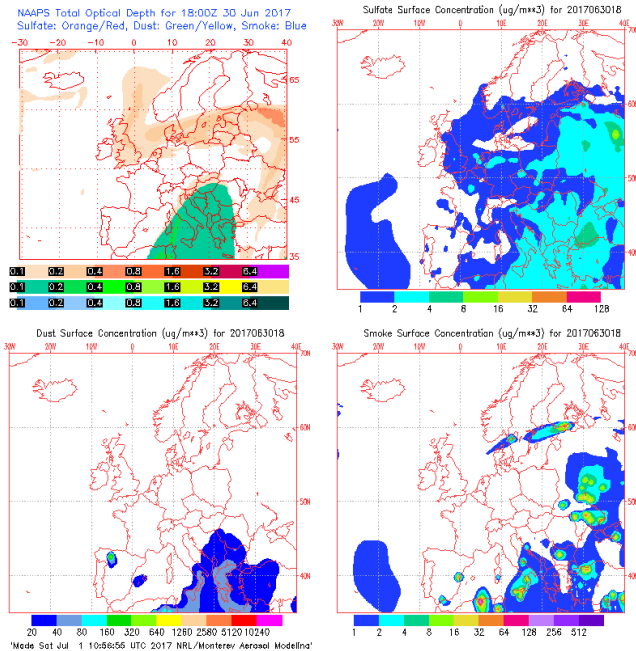 NAAPS Total Optical Depth for 18:00Z 30 Jun 2017
Sulfate: Orange/Red, Dust: Green/Yellow, Smoke: Blue
-30 -20 -10 0 10 20 30 40
65
55
45
35
0.1 0.2 0.4 0.8 1.6 3.2 6.4
0.1 0.2 0.4 0.8 1.6 3.2 6.4
0.1 0.2 0.4 0.8 1.6 3.2 6.4
Sulfate Surface Concentration (ug/m**3) for 2017063018
30W 20W 10W 0 10E 20E 30E 40E
70N
60N
50N
40N
1 2 4 8 16 32 64 128
Dust Surface Concentration (ug/m**3) for 2017063018
30W 20W 10W 0 10E 20E 30E 40E
70N
60N
50N
40N
20 40 80 160 320 640 1280 2560 5120 10240
Smoke Surface Concentration (ug/m**3) for 2017063018
30W 20W 10W 0 10E 20E 30E 40E
70N
60N
50N
40N
1 2 4 8 16 32 64 128 256 512
'Made Sat Jul 1 10:56:55 UTC 2017 NRL/Monterey Aerosol Modeling'